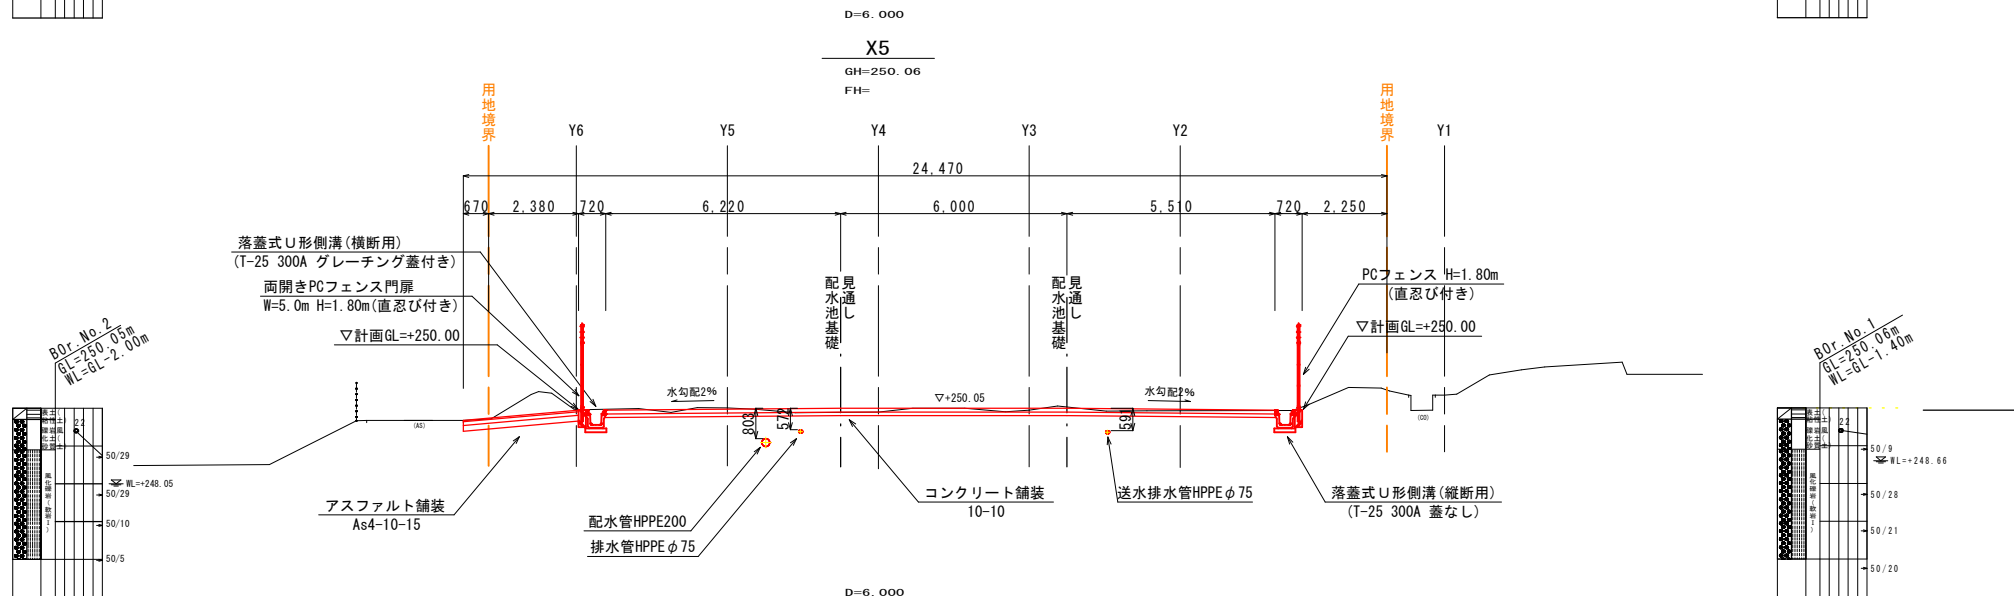 D=6.000
X5
GH=250.06
FH=
用地境界
Y6
Y5
Y4
Y3
Y2
用地境界
Y1
24,470
670
2,380
720
6,220
6,000
5,510
720
2,250
落蓋式U形側溝(横断用)
(T-25 300A グレーチング蓋付き)
両開きPCフェンス門扉
W=5.0m H=1.80m(直忍び付き)
▽計画GL=+250.00
見通し
配水池基礎
見通し
配水池基礎
PCフェンス H=1.80m
(直忍び付き)
▽計画GL=+250.00
BOr.No.2
GL=250.05m
WL=GL-2.00m
BOr.No.1
GL=250.06m
WL=GL-1.40m
水勾配2%
▽+250.05
水勾配2%
803
572
591
(AS)
(CO)
22
50/29
WL=+248.05
50/29
50/10
50/5
22
50/9
WL=+248.66
50/28
50/21
50/20
アスファルト舗装
As4-10-15
配水管HPPE200
排水管HPPEφ75
コンクリート舗装
10-10
送水排水管HPPEφ75
落蓋式U形側溝(縦断用)
(T-25 300A 蓋なし)
D=6.000